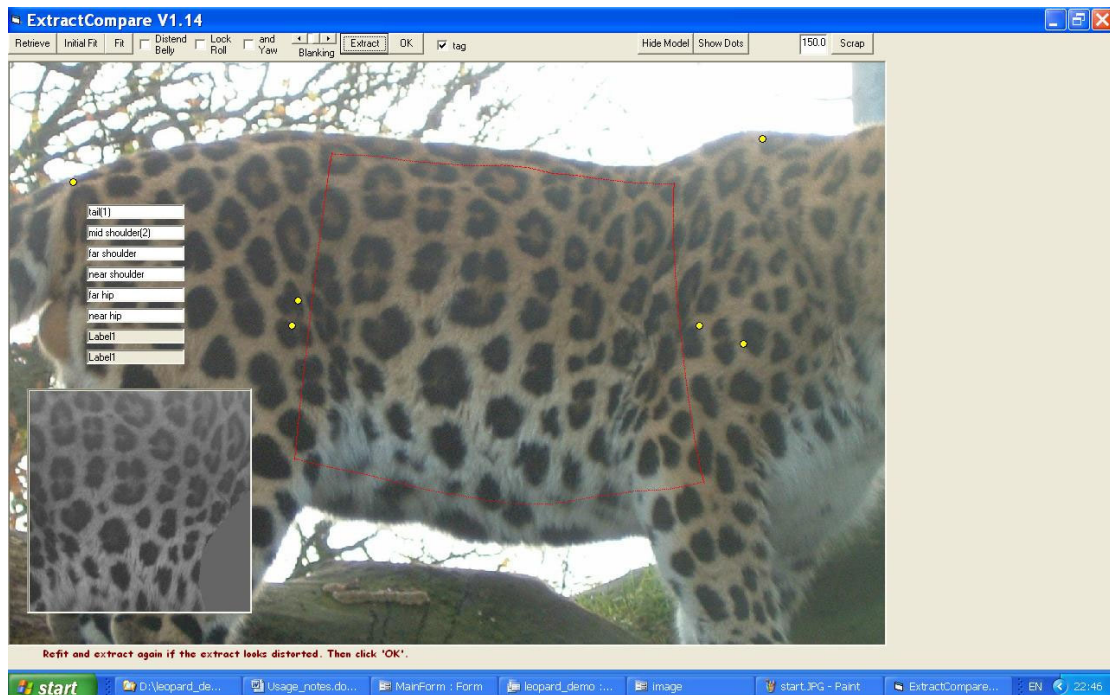 ExtractCompare V1.14
Retrieve Initial Fit Fit Distend Belly Lock Roll and Yaw Blanking Extract OK tag Hide Model Show Dots 150.0 Scrap
tail(1)
mid shoulder(2)
far shoulder
near shoulder
far hip
near hip
Label1
Label1
Refit and extract again if the extract looks distorted. Then click 'OK'.
start D:\leopard_de... Usage_notes.do... MainForm : Form leopard_demo :... image start.JPG - Paint ExtractCompare... EN 22:46